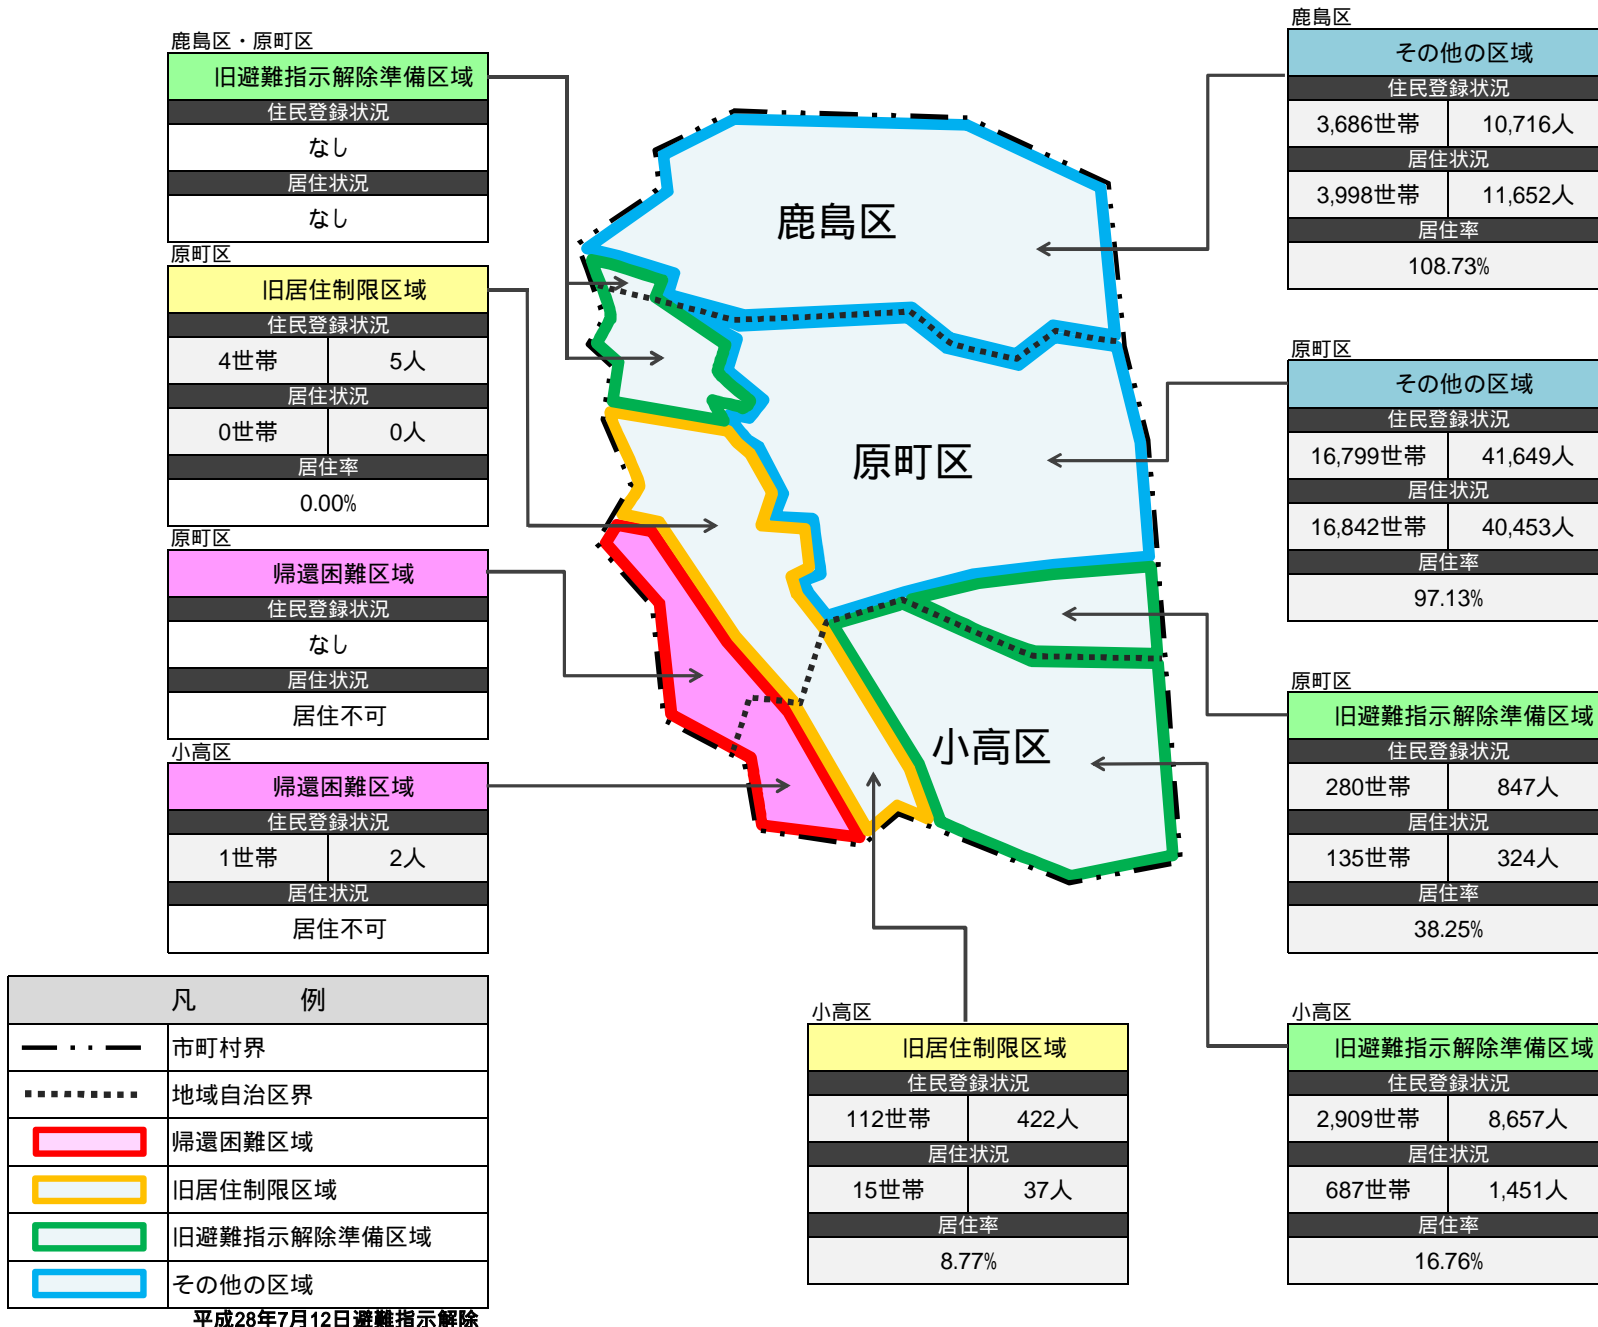 鹿島区・原町区
旧避難指示解除準備区域
住民登録状況
なし
居住状況
なし
原町区
旧居住制限区域
住民登録状況
4世帯 5人
居住状況
0世帯 0人
居住率
0.00%
原町区
帰還困難区域
住民登録状況
なし
居住状況
居住不可
小高区
帰還困難区域
住民登録状況
1世帯 2人
居住状況
居住不可
凡 例
市町村界
地域自治区界
帰還困難区域
旧居住制限区域
旧避難指示解除準備区域
その他の区域
平成28年7月12日避難指示解除
鹿島区
原町区
小高区
小高区
旧居住制限区域
住民登録状況
112世帯 422人
居住状況
15世帯 37人
居住率
8.77%
鹿島区
その他の区域
住民登録状況
3,686世帯 10,716人
居住状況
3,998世帯 11,652人
居住率
108.73%
原町区
その他の区域
住民登録状況
16,799世帯 41,649人
居住状況
16,842世帯 40,453人
居住率
97.13%
原町区
旧避難指示解除準備区域
住民登録状況
280世帯 847人
居住状況
135世帯 324人
居住率
38.25%
小高区
旧避難指示解除準備区域
住民登録状況
2,909世帯 8,657人
居住状況
687世帯 1,451人
居住率
16.76%